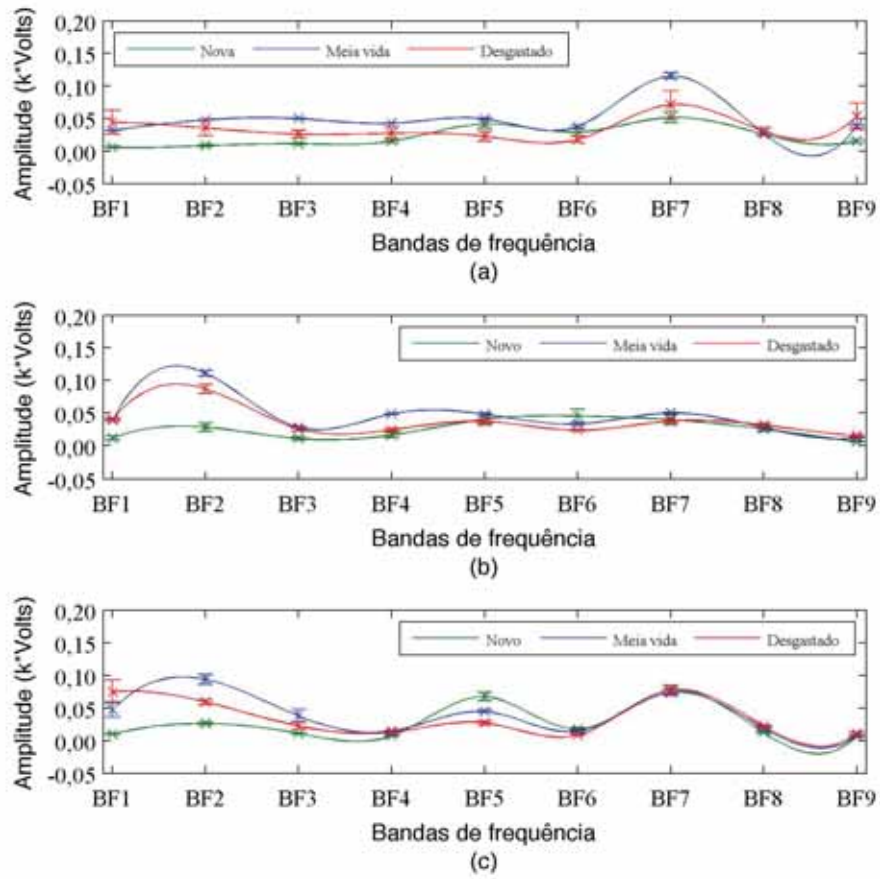 0,20
0,15
0,10
0,05
0,00
-0,05
Amplitude (k*Volts)
Nova Meia vida Desgastado
BF1 BF2 BF3 BF4 BF5 BF6 BF7 BF8 BF9
Bandas de frequência
(a)
0,20
0,15
0,10
0,05
0,00
-0,05
Amplitude (k*Volts)
Novo Meia vida Desgastado
BF1 BF2 BF3 BF4 BF5 BF6 BF7 BF8 BF9
Bandas de frequência
(b)
0,20
0,15
0,10
0,05
0,00
-0,05
Amplitude (k*Volts)
Novo Meia vida Desgastado
BF1 BF2 BF3 BF4 BF5 BF6 BF7 BF8 BF9
Bandas de frequência
(c)